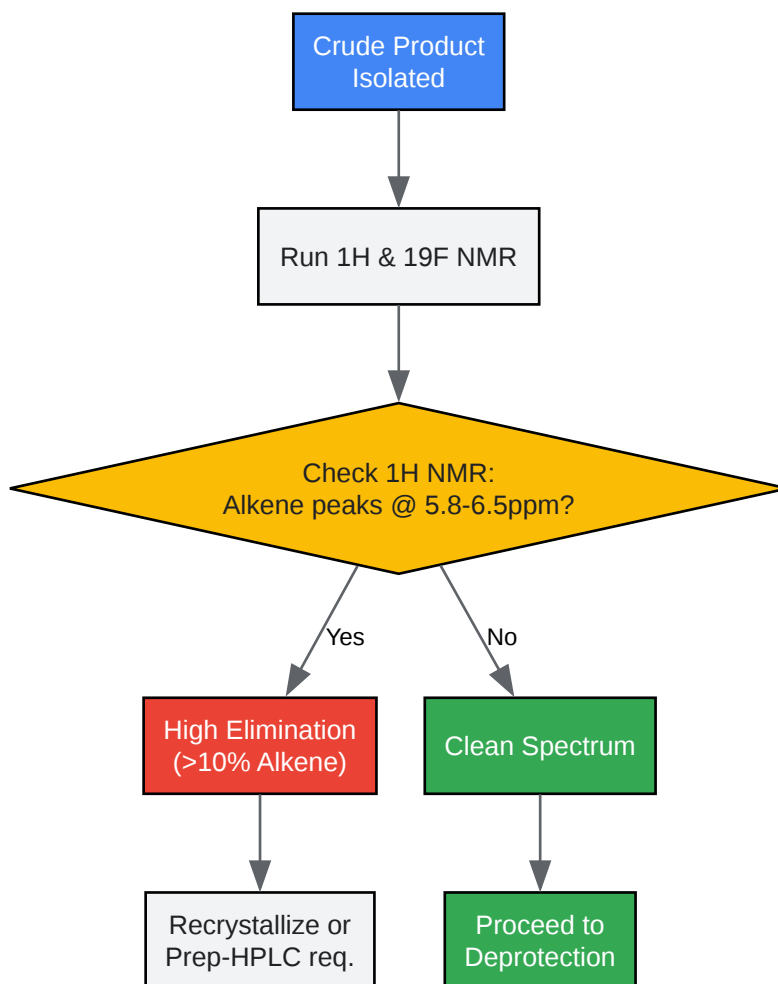 Crude Product
Isolated
Run 1H & 19F NMR
Check 1H NMR:
Alkene peaks @ 5.8-6.5ppm?
Yes
No
High Elimination
(>10% Alkene)
Clean Spectrum
Recrystallize or
Prep-HPLC req.
Proceed to
Deprotection